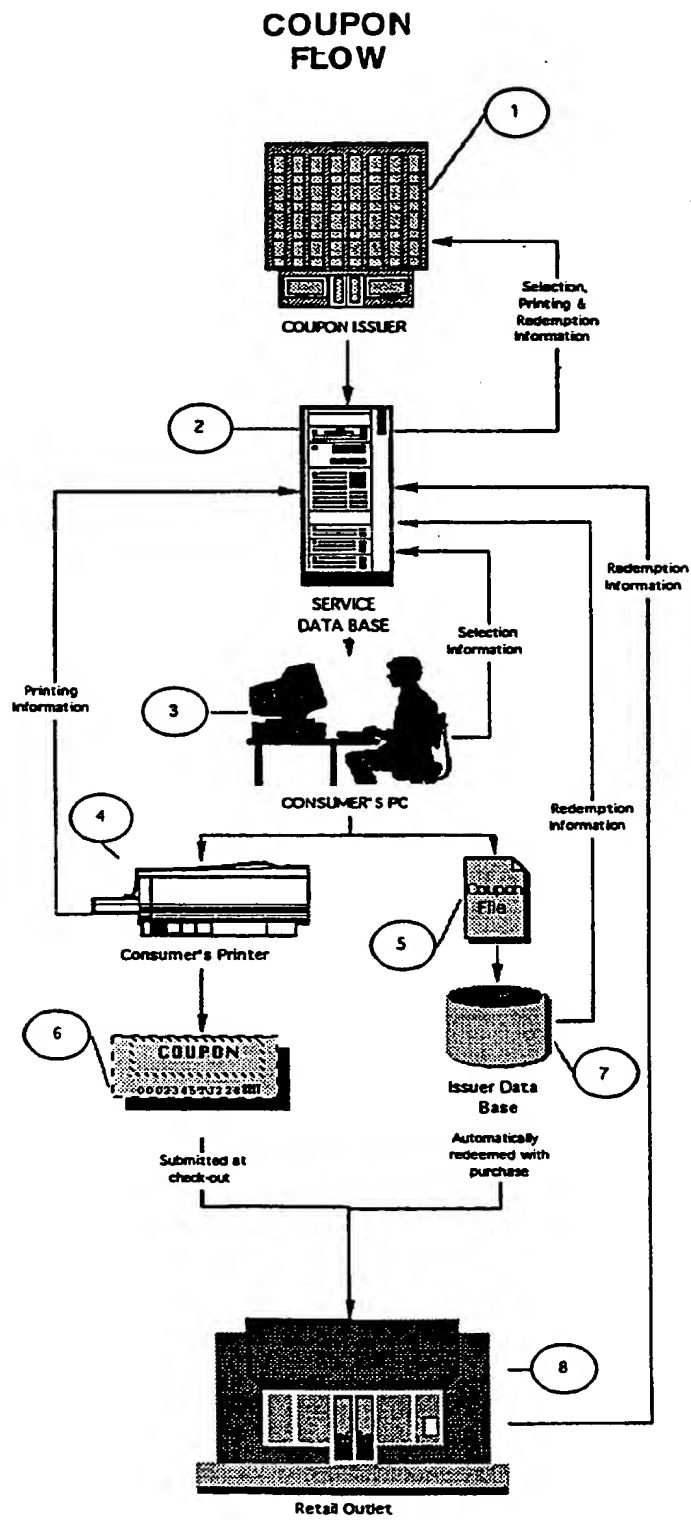 COUPON
FLOW
1
COUPON ISSUER
Selection,
Printing &
Redemption
Information
2
SERVICE
DATA BASE
Redemption
Information
Selection
Information
Printing
Information
3
CONSUMER'S PC
Redemption
Information
4
Coupon
File
5
Consumer's Printer
6
COUPON
7
Issuer Data
Base
Submitted at
check-out
Automatically
redeemed with
purchase
8
Retail Outlet